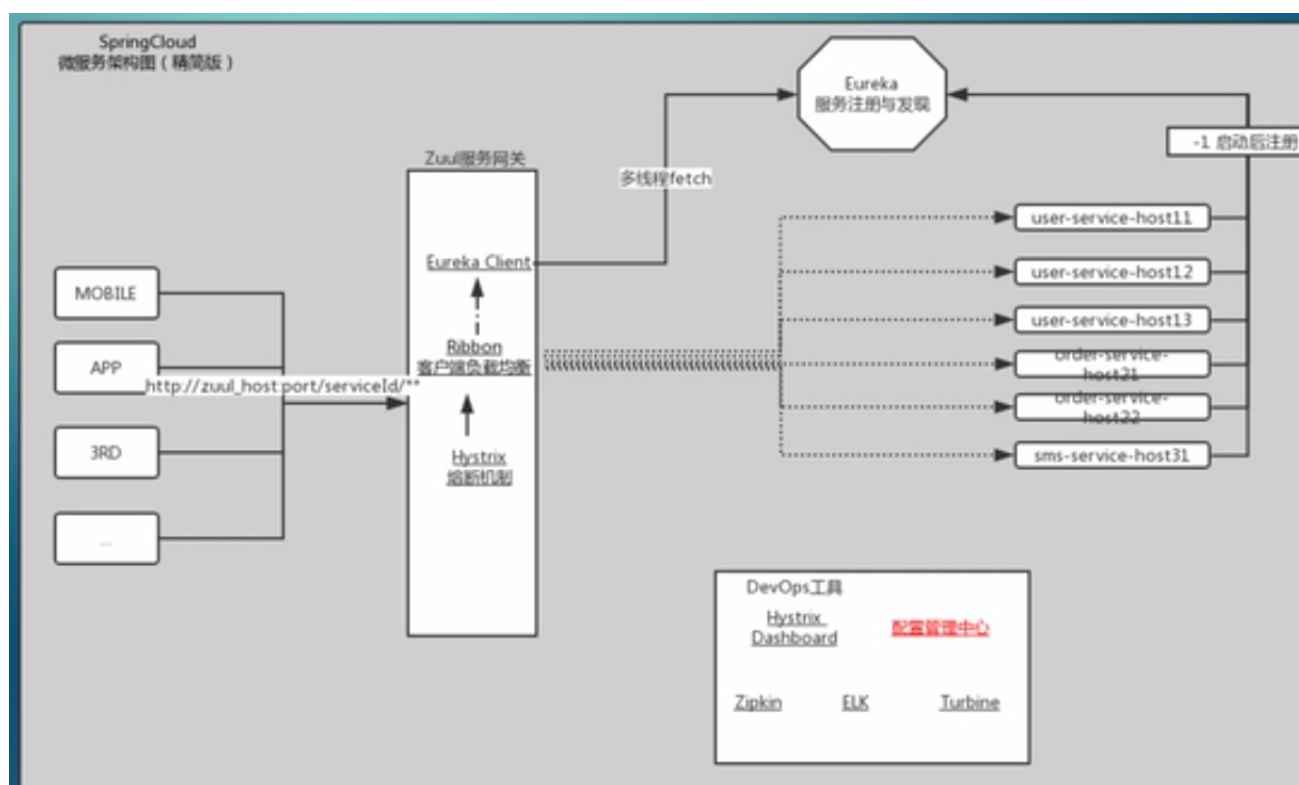 SpringCloud
微服务架构图（精简版）
Eureka
服务注册与发现
-1 启动后注册
Zuul服务网关
多线程fetch
user-service-host11
Eureka Client
user-service-host12
MOBILE
user-service-host13
Ribbon
客户端负载均衡
order-service-
host21
APP
http://zuul_host:port/serviceId/**
order-service-
host22
3RD
Hystrix
熔断机制
sms-service-host31
...
DevOps工具
Hystrix
Dashboard
配置管理中心
Zipkin
ELK
Turbine